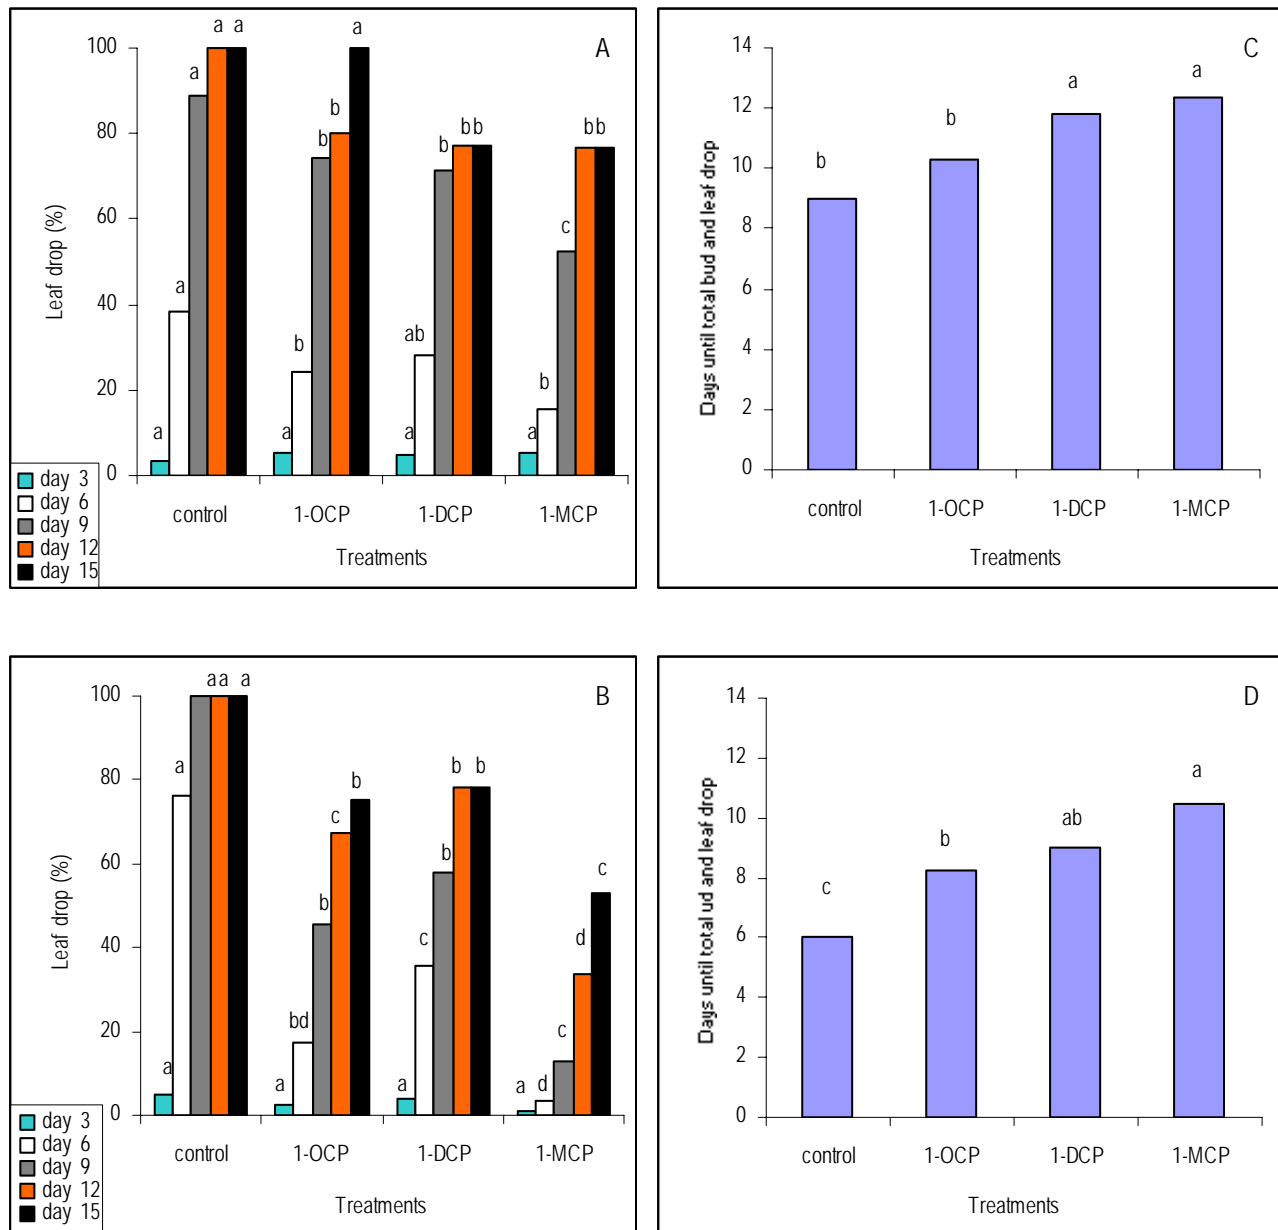 A
a a a
100
a
80
b b b bb bb
60
c
Leaf drop (%)
40
a
b ab b
20
a a a a
0
day 3
day 6
day 9
day 12
day 15
control 1-OCP 1-DCP 1-MCP
Treatments
C
14
a a
12
b
10
b
8
6
4
2
0
Days until total bud and leaf drop
control 1-OCP 1-DCP 1-MCP
Treatments
B
aa a
100
a b b b
80
c
60
b b c
Leaf drop (%)
40
c d
20
bd c
a a a a d
0
day 3
day 6
day 9
day 12
day 15
control 1-OCP 1-DCP 1-MCP
Treatments
D
14
12
a
10
b ab
8
c
6
4
2
0
Days until total ud and leaf drop
control 1-OCP 1-DCP 1-MCP
Treatments